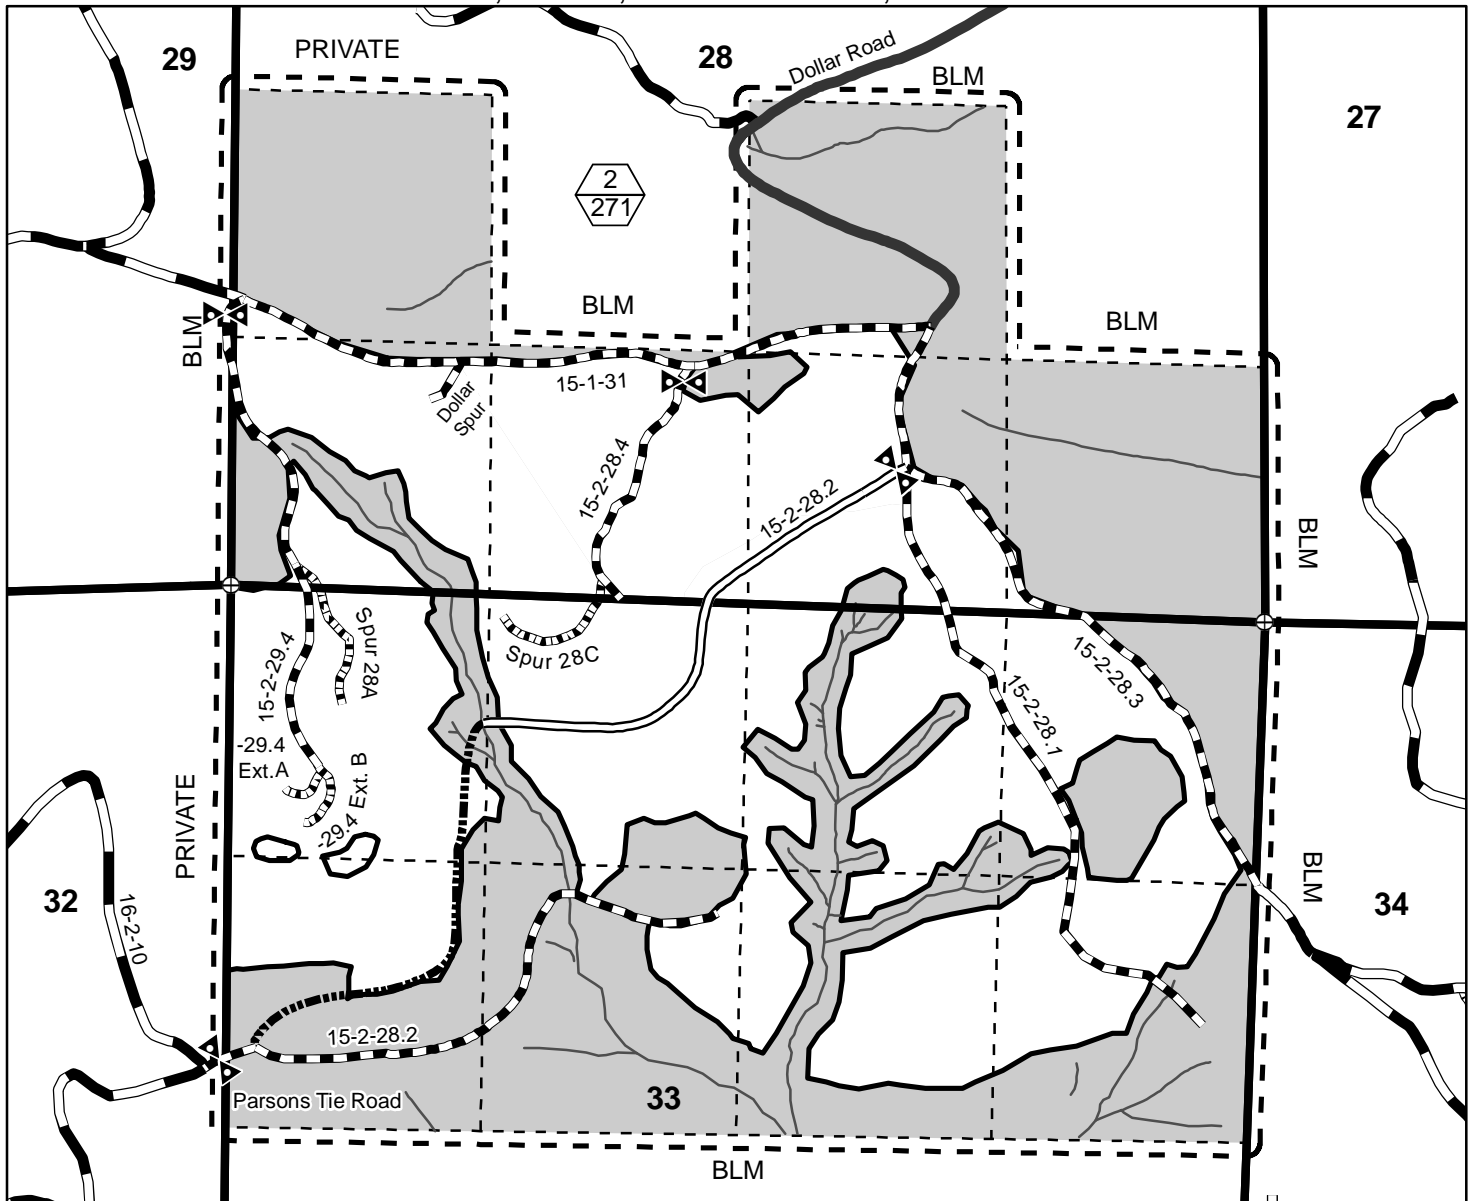 29
PRIVATE
28
Dollar Road
BLM
27
2
271
BLM
BLM
BLM
15-1-31
Dollar
Spur
15-2-28.4
15-2-28.2
BLM
Spur 28C
Spur 28A
15-2-29.4
15-2-28.3
15-2-28.1
-29.4
Ext.A
-29.4 Ext. B
PRIVATE
BLM
32
16-2-10
34
15-2-28.2
Parsons Tie Road
33
BLM